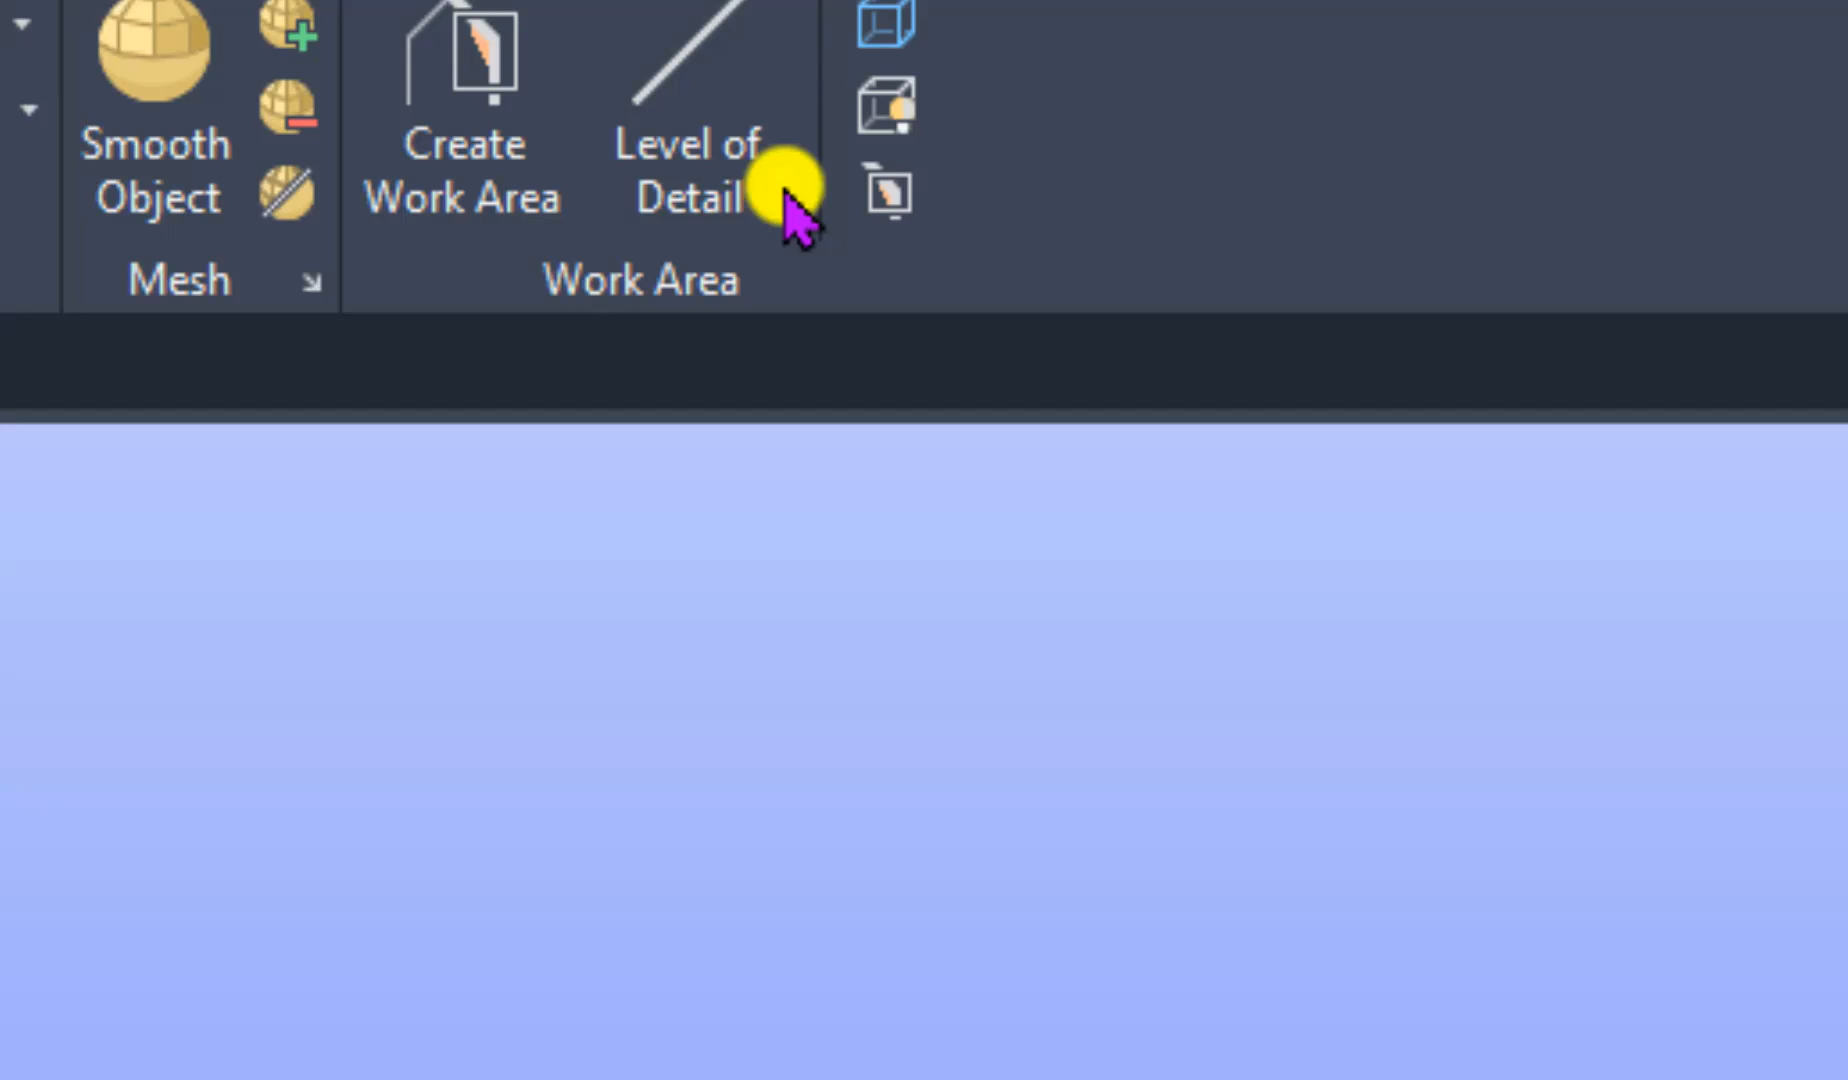 Smooth
Object
Create
Work Area
Level of
Detail
Mesh
Work Area